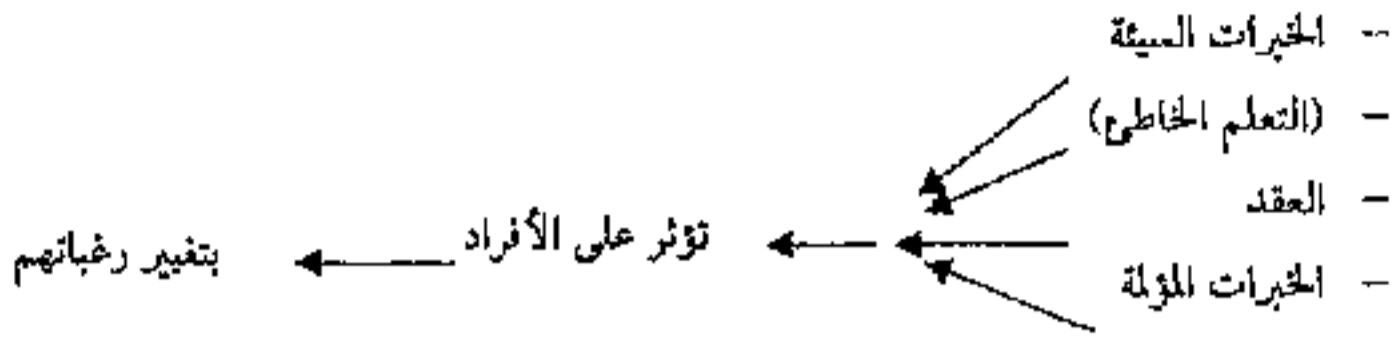 – الخبرات السيئة
– (التعلم الخاطئ)
– العقد
– الخبرات المؤلمة
تؤثر على الأفراد
بتغيير رغباتهم